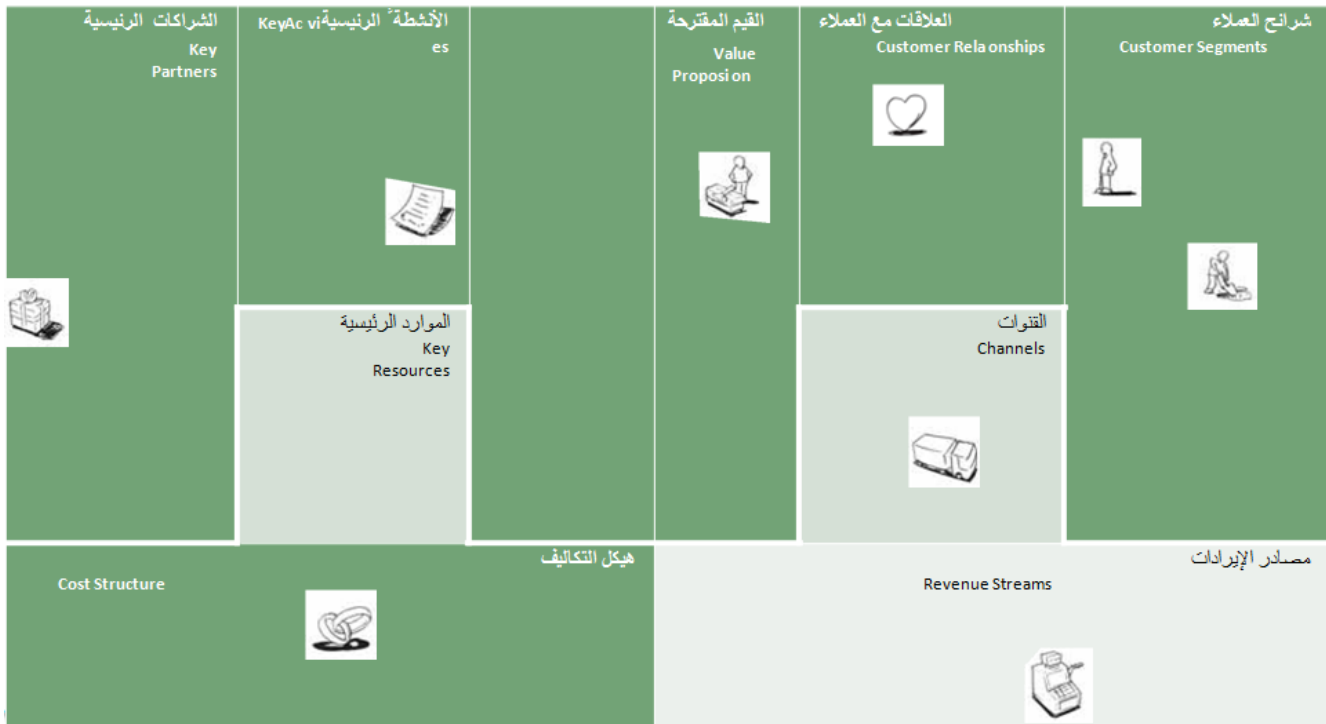 الشراكات الرئيسية
Key
Partners
الأنشطة الرئيسية KeyAc vi
es
القيم المقترحة
Value
Proposi on
العلاقات مع العملاء
Customer Rela onships
شرائح العملاء
Customer Segments
الموارد الرئيسية
Key
Resources
القنوات
Channels
هيكل التكاليف
Cost Structure
مصادر الإيرادات
Revenue Streams